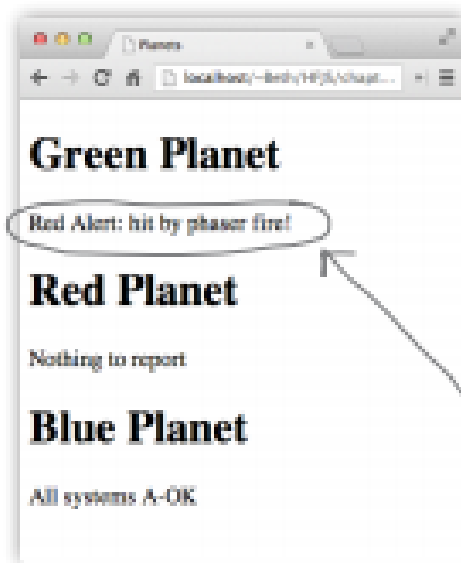 Planets
Green Planet
Red Alert: hit by phaser fire!
Red Planet
Nothing to report
Blue Planet
All systems A-OK